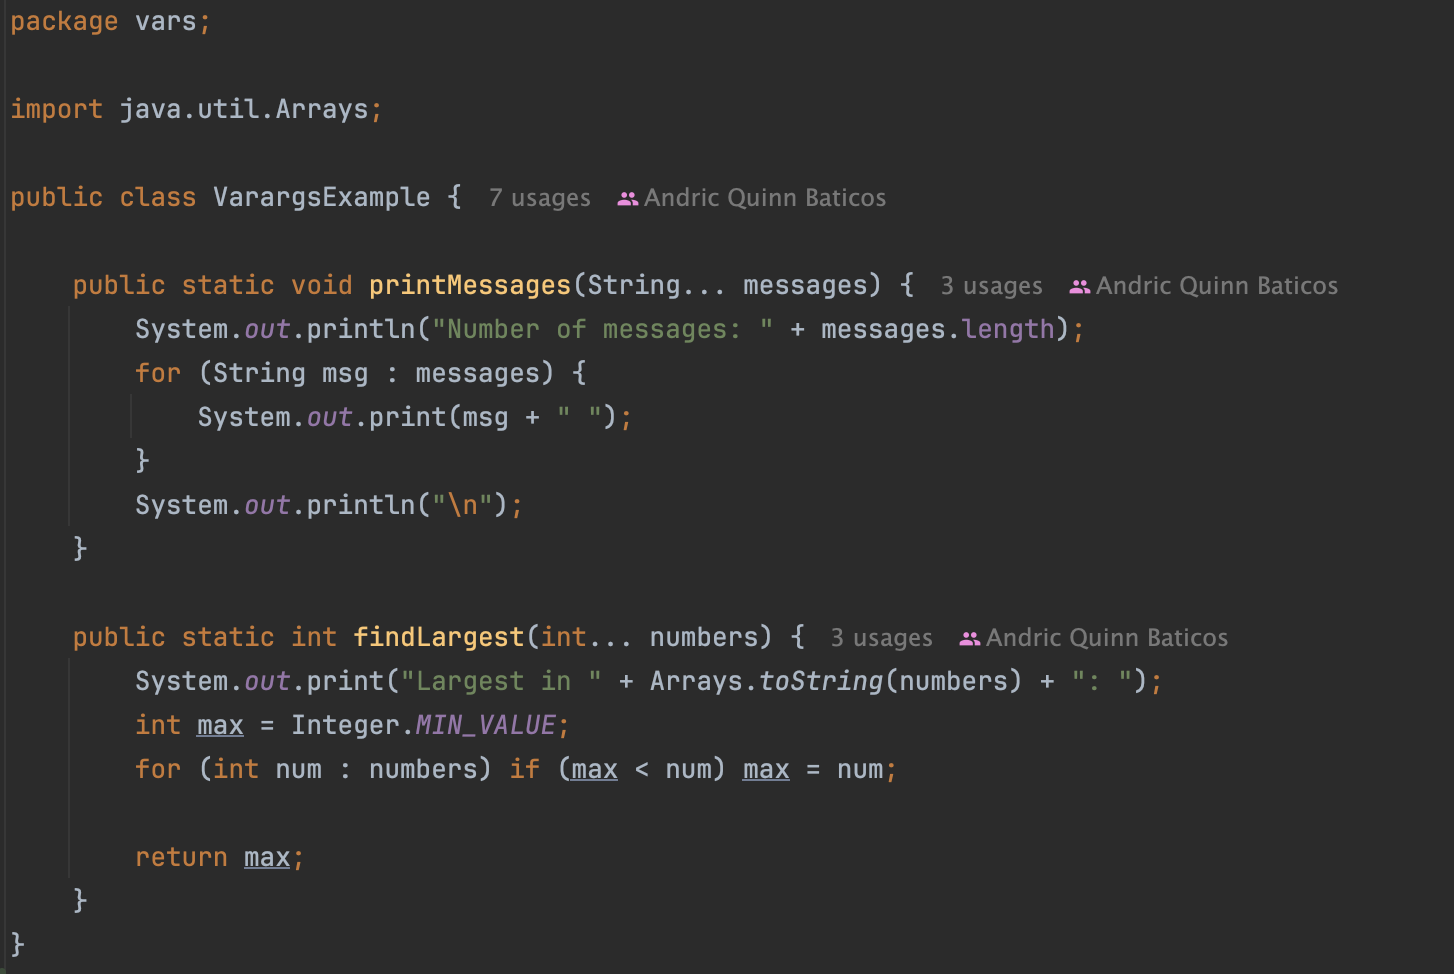 package vars;
import java.util.Arrays;
public class VarargsExample { 7 usages Andric Quinn Baticos
public static void printMessages(String... messages) { 3 usages Andric Quinn Baticos
System.out.println("Number of messages: " + messages.length);
for (String msg : messages) {
System.out.print(msg + " ");
}
System.out.println("\n");
}
public static int findLargest(int... numbers) { 3 usages Andric Quinn Baticos
System.out.print("Largest in " + Arrays.toString(numbers) + ": ");
int max = Integer.MIN_VALUE;
for (int num : numbers) if (max < num) max = num;
return max;
}
}